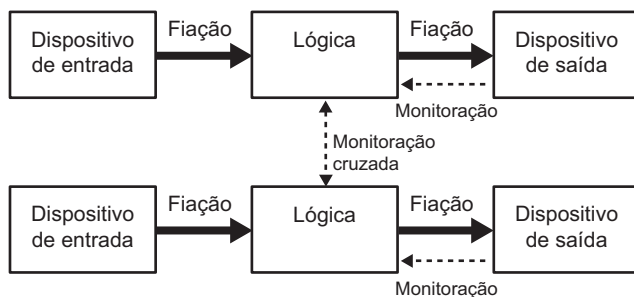 Dispositivo
de entrada
Fiação
Lógica
Fiação
Dispositivo
de saída
Monitoração
Monitoração
cruzada
Dispositivo
de entrada
Fiação
Lógica
Fiação
Dispositivo
de saída
Monitoração